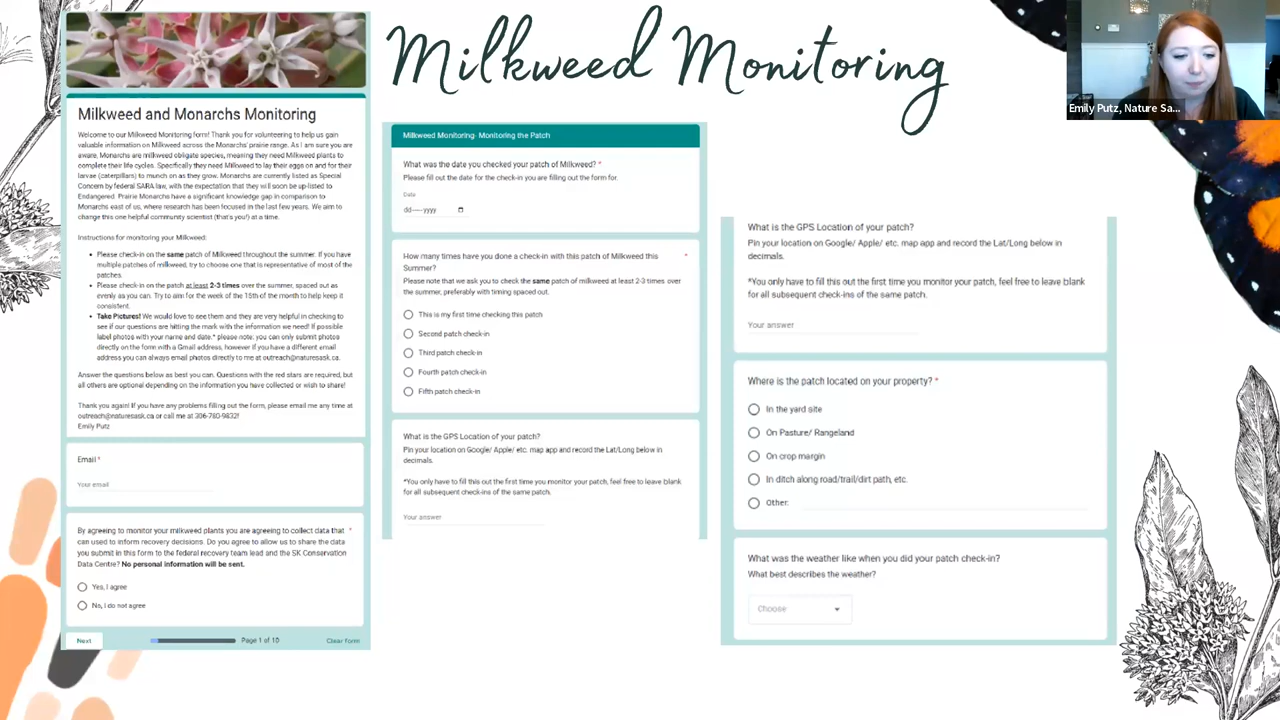 Milkweed Monitoring
Emily Putz, Nature Sa...
Milkweed and Monarchs Monitoring
Welcome to our Milkweed Monitoring form! Thank you for volunteering to help us gain
valuable information on Milkweed across the Monarchs' prairie range. As I am sure you are
aware, Monarchs are milkweed obligate species, meaning they need Milkweed plants to
complete their life cycles. Specifically they need Milkweed to lay their eggs on and for their
larvae (caterpillars) to munch on as they grow. Monarchs are currently listed as Special
Concern by federal SARA law, with the expectation that they will soon be up-listed to
Endangered. Prairie Monarchs have a significant knowledge gap in comparison to
Monarchs east of us, where research has been focused in the last few years. We aim to
change this one helpful community scientist (that's you!) at a time.
Instructions for monitoring your Milkweed:
Please check-in on the same patch of Milkweed throughout the summer. If you have
multiple patches of milkweed, try to choose one that is representative of most of the
patches.
Please check-in on the patch at least 2-3 times over the summer, spaced out as
evenly as you can. Try to aim for the week of the 15th of the month to help keep it
consistent.
Take Pictures! We would love to see them and they are very helpful in checking to
see if our questions are hitting the mark with the information we need! If possible
label photos with your name and date.* please note: you can only submit photos
directly on the form with a Gmail address, however if you have a different email
address you can always email photos directly to me at outreach@naturesask.ca.
Answer the questions below as best you can. Questions with the red stars are required, but
all others are optional depending on the information you have collected or wish to share!
Thank you again! If you have any problems filling out the form, please email me any time at
outreach@naturesask.ca or call me at 306-780-9832!
Emily Putz
Email *
Your email
By agreeing to monitor your milkweed plants you are agreeing to collect data that *
can used to inform recovery decisions. Do you agree to allow us to share the data
you submit in this form to the federal recovery team lead and the SK Conservation
Data Centre? No personal information will be sent.
Yes, I agree
No, I do not agree
Next
Page 1 of 10
Clear form
Milkweed Monitoring- Monitoring the Patch
What was the date you checked your patch of Milkweed? *
Please fill out the date for the check-in you are filling out the form for.
Date
dd----yyyy
How many times have you done a check-in with this patch of Milkweed this *
Summer?
Please note that we ask you to check the same patch of milkweed at least 2-3 times over
the summer, preferably with timing spaced out.
This is my first time checking this patch
Second patch check-in
Third patch check-in
Fourth patch check-in
Fifth patch check-in
What is the GPS Location of your patch?
Pin your location on Google/ Apple/ etc. map app and record the Lat/Long below in
decimals.
*You only have to fill this out the first time you monitor your patch, feel free to leave blank
for all subsequent check-ins of the same patch.
Your answer
What is the GPS Location of your patch?
Pin your location on Google/ Apple/ etc. map app and record the Lat/Long below in
decimals.
*You only have to fill this out the first time you monitor your patch, feel free to leave blank
for all subsequent check-ins of the same patch.
Your answer
Where is the patch located on your property? *
In the yard site
On Pasture/ Rangeland
On crop margin
In ditch along road/trail/dirt path, etc.
Other:
What was the weather like when you did your patch check-in?
What best describes the weather?
Choose